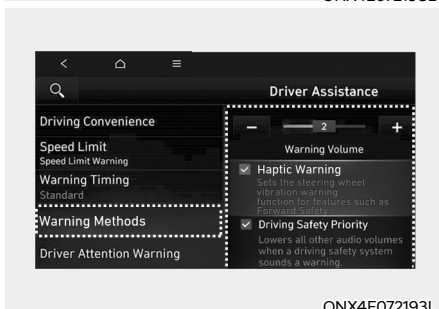 Driver Assistance
Driving Convenience
Speed Limit
Speed Limit Warning
Warning Timing
Standard
Warning Methods
Driver Attention Warning
− 2 +
Warning Volume
Haptic Warning
Sets the steering wheel
vibration warning
function for features such as
Forward Safety
Driving Safety Priority
Lowers all other audio volumes
when a driving safety system
sounds a warning.
ONX4E072193L